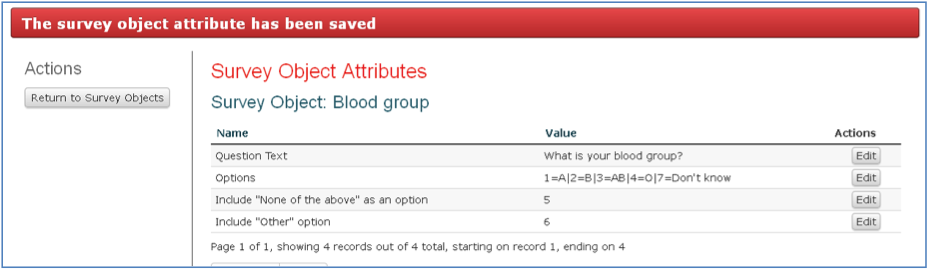 The survey object attribute has been saved
Actions
Return to Survey Objects
Survey Object Attributes
Survey Object: Blood group
Name Value Actions
Question Text What is your blood group? Edit
Options 1=A|2=B|3=AB|4=O|7=Don't know Edit
Include "None of the above" as an option 5 Edit
Include "Other" option 6 Edit
Page 1 of 1, showing 4 records out of 4 total, starting on record 1, ending on 4